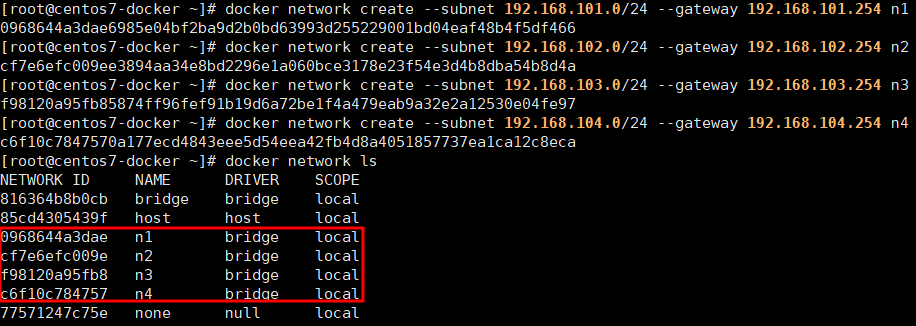 [root@centos7-docker ~]# docker network create --subnet 192.168.101.0/24 --gateway 192.168.101.254 n1
0968644a3dae6985e04bf2ba9d2b0bd63993d255229001bd04eaf48b4f5df466
[root@centos7-docker ~]# docker network create --subnet 192.168.102.0/24 --gateway 192.168.102.254 n2
cf7e6efc009ee3894aa34e8bd2296e1a060bce3178e23f54e3d4b8dba54b8d4a
[root@centos7-docker ~]# docker network create --subnet 192.168.103.0/24 --gateway 192.168.103.254 n3
f98120a95fb85874ff96fef91b19d6a72be1f4a479eab9a32e2a12530e04fe97
[root@centos7-docker ~]# docker network create --subnet 192.168.104.0/24 --gateway 192.168.104.254 n4
c6f10c7847570a177ecd4843eee5d54eea42fb4d8a4051857737ea1ca12c8eca
[root@centos7-docker ~]# docker network ls
NETWORK ID NAME DRIVER SCOPE
816364b8b0cb bridge bridge local
85cd4305439f host host local
0968644a3dae n1 bridge local
cf7e6efc009e n2 bridge local
f98120a95fb8 n3 bridge local
c6f10c784757 n4 bridge local
77571247c75e none null local